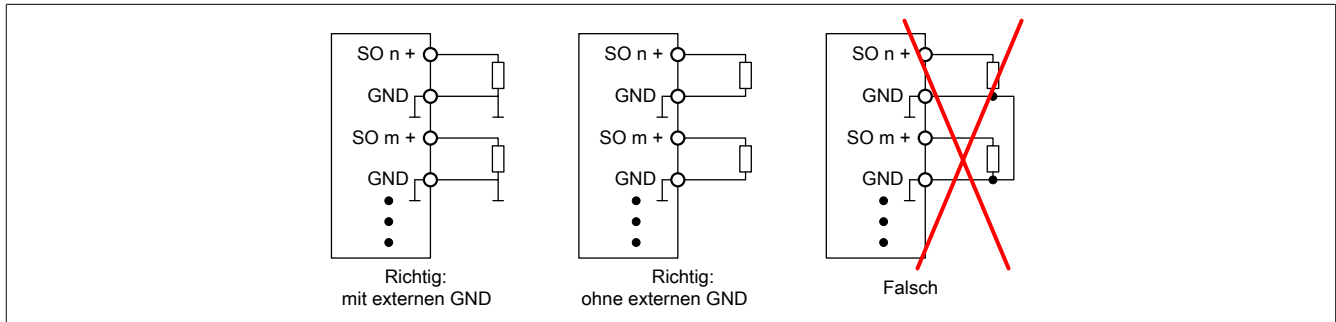 SO n +
GND
SO m +
GND
Richtig:
mit externen GND
SO n +
GND
SO m +
GND
Richtig:
ohne externen GND
SO n +
GND
SO m +
GND
Falsch